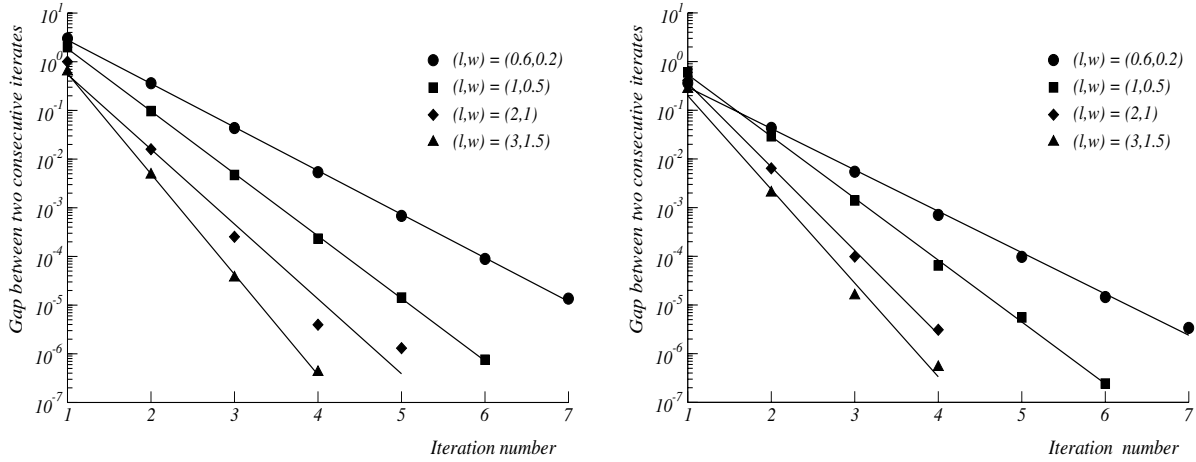 Gap between two consecutive iterates
10^1
10^0
10^-1
10^-2
10^-3
10^-4
10^-5
10^-6
10^-7
1 2 3 4 5 6 7
Iteration number
(l,w) = (0.6,0.2)
(l,w) = (1,0.5)
(l,w) = (2,1)
(l,w) = (3,1.5)
Gap between two consecutive iterates
10^1
10^0
10^-1
10^-2
10^-3
10^-4
10^-5
10^-6
10^-7
1 2 3 4 5 6 7
Iteration number
(l,w) = (0.6,0.2)
(l,w) = (1,0.5)
(l,w) = (2,1)
(l,w) = (3,1.5)